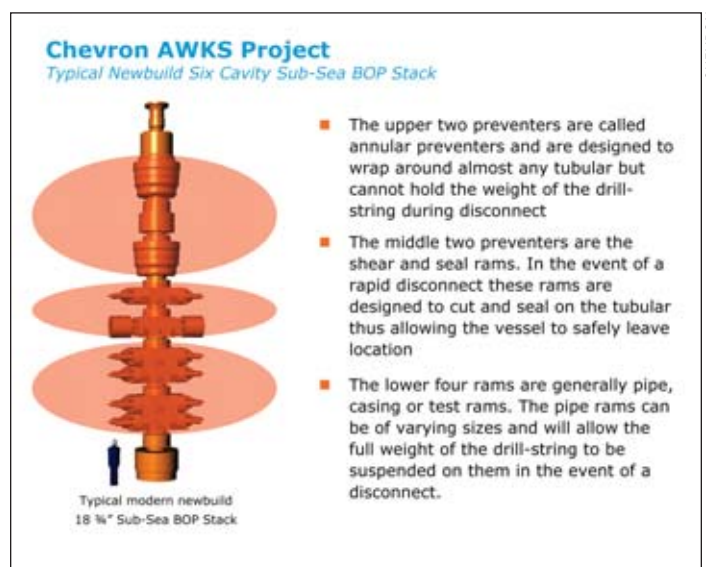 Chevron AWKS Project
Typical Newbuild Six Cavity Sub-Sea BOP Stack
■ The upper two preventers are called
annular preventers and are designed to
wrap around almost any tubular but
cannot hold the weight of the drill-
string during disconnect
■ The middle two preventers are the
shear and seal rams. In the event of a
rapid disconnect these rams are
designed to cut and seal on the tubular
thus allowing the vessel to safely leave
location
■ The lower four rams are generally pipe,
casing or test rams. The pipe rams can
be of varying sizes and will allow the
full weight of the drill-string to be
suspended on them in the event of a
disconnect.
Typical modern newbuild
18 ¾” Sub-Sea BOP Stack